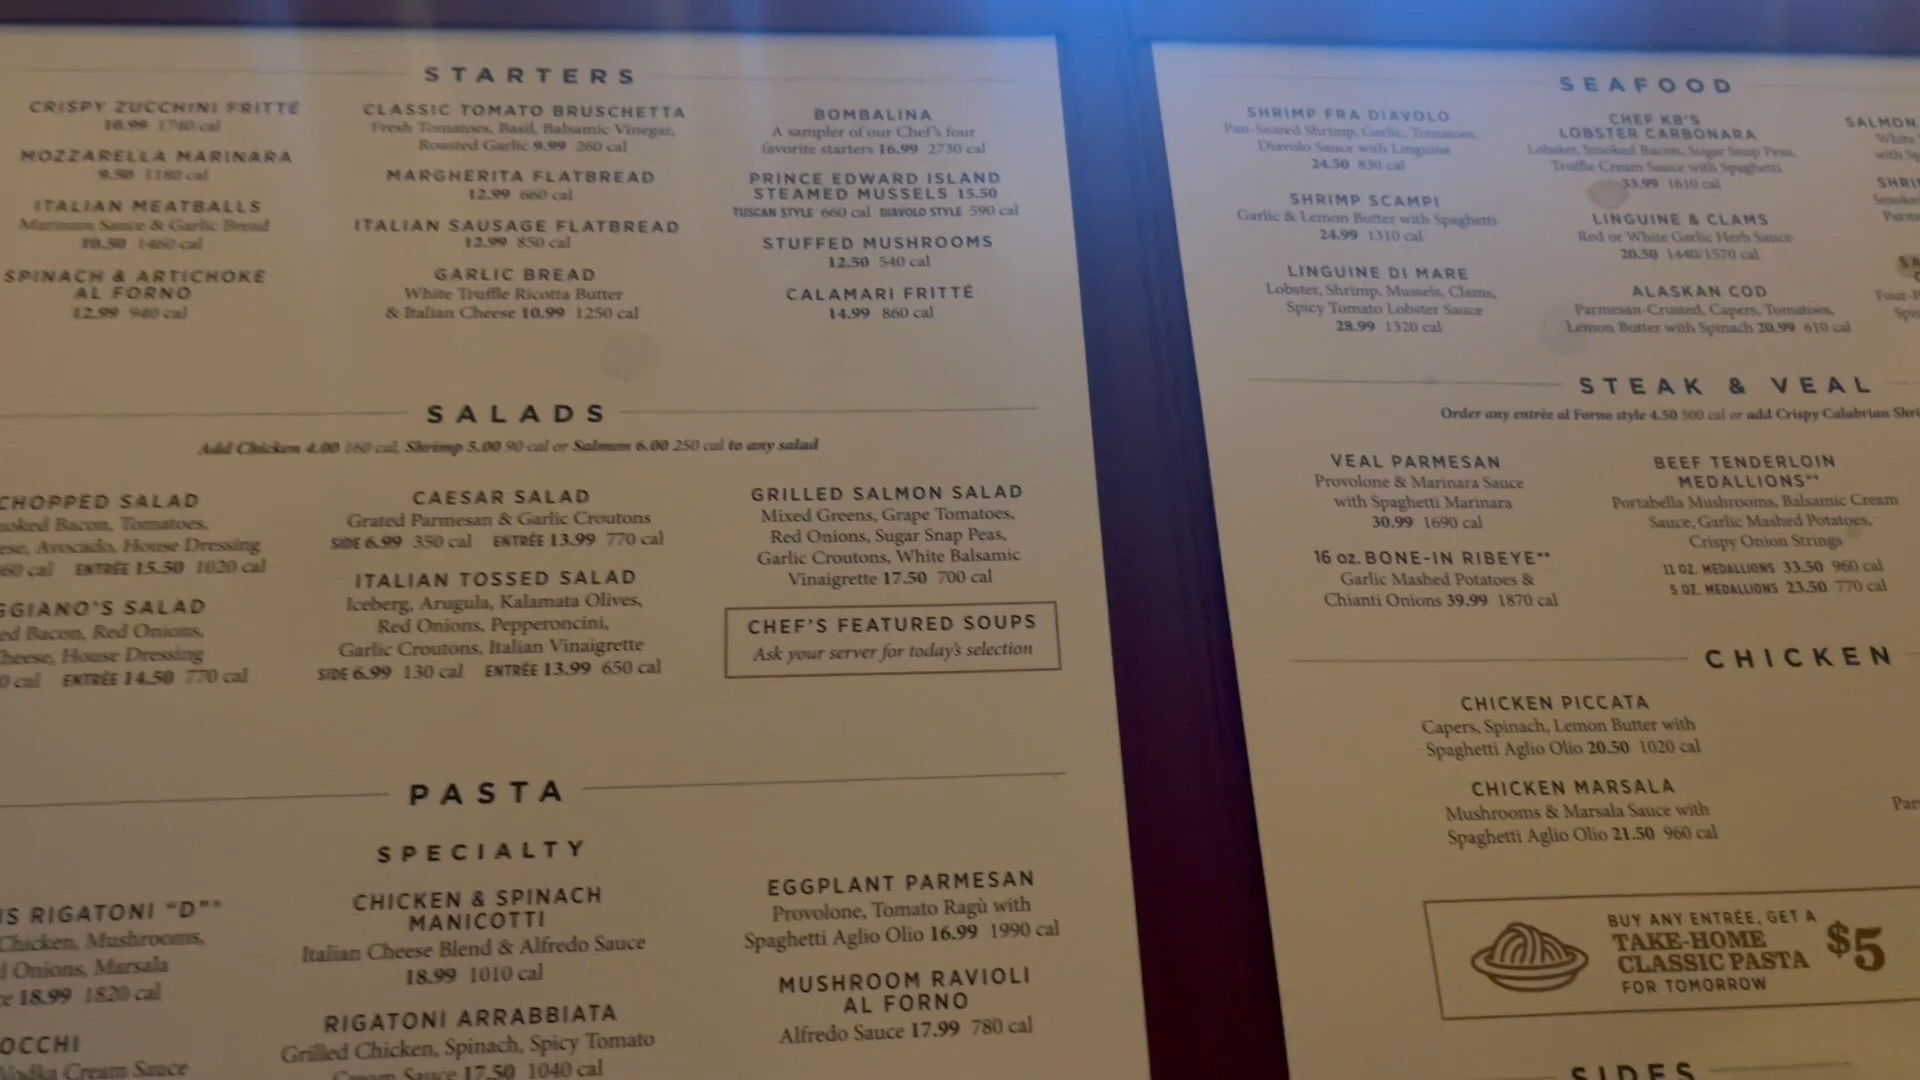 STARTERS
CRISPY ZUCCHINI FRITTÉ
10.99 1740 cal
MOZZARELLA MARINARA
9.50 1180 cal
ITALIAN MEATBALLS
Marinara Sauce & Garlic Bread
10.50 1460 cal
SPINACH & ARTICHOKE
AL FORNO
12.99 940 cal
CLASSIC TOMATO BRUSCHETTA
Fresh Tomatoes, Basil, Balsamic Vinegar,
Roasted Garlic 9.99 260 cal
MARGHERITA FLATBREAD
12.99 660 cal
ITALIAN SAUSAGE FLATBREAD
12.99 850 cal
GARLIC BREAD
White Truffle Ricotta Butter
& Italian Cheese 10.99 1250 cal
BOMBALINA
A sampler of our Chef's four
favorite starters 16.99 2730 cal
PRINCE EDWARD ISLAND
STEAMED MUSSELS 15.50
TUSCAN STYLE 660 cal DIAVOLO STYLE 590 cal
STUFFED MUSHROOMS
12.50 540 cal
CALAMARI FRITTÉ
14.99 860 cal
SALADS
Add Chicken 4.00 160 cal, Shrimp 5.00 90 cal or Salmon 6.00 250 cal to any salad
CHOPPED SALAD
Bacon, Tomatoes,
Avocado, House Dressing
cal ENTRÉE 15.50 1020 cal
SALAD
Bacon, Red Onions,
House Dressing
cal ENTRÉE 14.50 770 cal
CAESAR SALAD
Grated Parmesan & Garlic Croutons
SIDE 6.99 350 cal ENTRÉE 13.99 770 cal
ITALIAN TOSSED SALAD
Iceberg, Arugula, Kalamata Olives,
Red Onions, Pepperoncini,
Garlic Croutons, Italian Vinaigrette
SIDE 6.99 130 cal ENTRÉE 13.99 650 cal
GRILLED SALMON SALAD
Mixed Greens, Grape Tomatoes,
Red Onions, Sugar Snap Peas,
Garlic Croutons, White Balsamic
Vinaigrette 17.50 700 cal
CHEF'S FEATURED SOUPS
Ask your server for today's selection
PASTA
SPECIALTY
RIGATONI "D"*
Chicken, Mushrooms,
Onions, Marsala
18.99 1820 cal
Vodka Cream Sauce
CHICKEN & SPINACH
MANICOTTI
Italian Cheese Blend & Alfredo Sauce
18.99 1010 cal
RIGATONI ARRABBIATA
Grilled Chicken, Spinach, Spicy Tomato
Cream Sauce 17.50 1040 cal
EGGPLANT PARMESAN
Provolone, Tomato Ragù with
Spaghetti Aglio Olio 16.99 1990 cal
MUSHROOM RAVIOLI
AL FORNO
Alfredo Sauce 17.99 780 cal
SEAFOOD
SHRIMP FRA DIAVOLO
Pan-Seared Shrimp, Garlic, Tomatoes,
Diavolo Sauce with Linguine
24.50 830 cal
SHRIMP SCAMPI
Garlic & Lemon Butter with Spaghetti
24.99 1310 cal
LINGUINE DI MARE
Lobster, Shrimp, Mussels, Clams,
Spicy Tomato Lobster Sauce
28.99 1320 cal
CHEF KB'S
LOBSTER CARBONARA
Lobster, Smoked Bacon, Sugar Snap Peas,
Truffle Cream Sauce with Spaghetti
33.99 1610 cal
LINGUINE & CLAMS
Red or White Garlic Herb Sauce
20.50 1440/1570 cal
ALASKAN COD
Parmesan-Crusted, Capers, Tomatoes,
Lemon Butter with Spinach 20.99 610 cal
SALMON
White
with
STEAK & VEAL
Order any entrée al Forno style 4.50 500 cal or add Crispy Calabrian
VEAL PARMESAN
Provolone & Marinara Sauce
with Spaghetti Marinara
30.99 1690 cal
16 oz. BONE-IN RIBEYE**
Garlic Mashed Potatoes &
Chianti Onions 39.99 1870 cal
BEEF TENDERLOIN
MEDALLIONS**
Portabella Mushrooms, Balsamic Cream
Sauce, Garlic Mashed Potatoes,
Crispy Onion Strings
11 OZ. MEDALLIONS 33.50 960 cal
5 OZ. MEDALLIONS 23.50 770 cal
CHICKEN
CHICKEN PICCATA
Capers, Spinach, Lemon Butter with
Spaghetti Aglio Olio 20.50 1020 cal
CHICKEN MARSALA
Mushrooms & Marsala Sauce with
Spaghetti Aglio Olio 21.50 960 cal
BUY ANY ENTRÉE, GET A
TAKE-HOME
CLASSIC PASTA
FOR TOMORROW
$5
SIDES